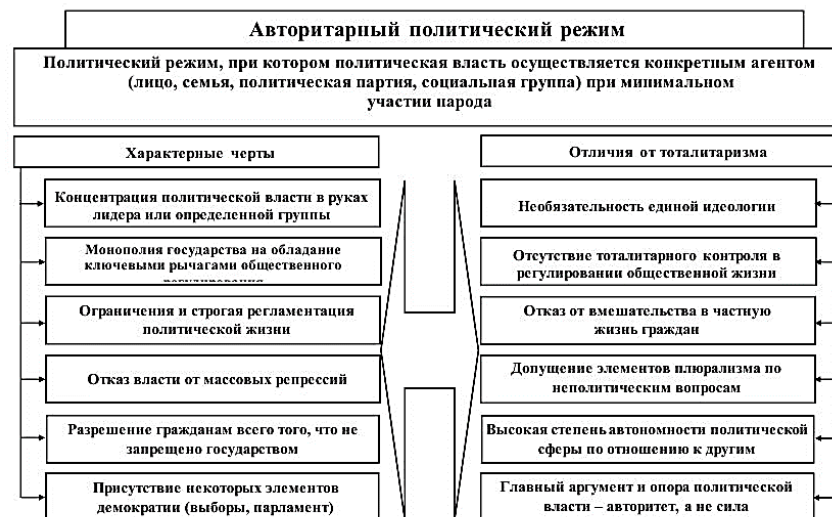 Авторитарный политический режим
Политический режим, при котором политическая власть осуществляется конкретным агентом
(лицо, семья, политическая партия, социальная группа) при минимальном
участии народа
Характерные черты
Концентрация политической власти в руках
лидера или определенной группы
Монополия государства на обладание
ключевыми рычагами общественного
регулирования
Ограничения и строгая регламентация
политической жизни
Отказ власти от массовых репрессий
Разрешение гражданам всего того, что не
запрещено государством
Присутствие некоторых элементов
демократии (выборы, парламент)
Отличия от тоталитаризма
Необязательность единой идеологии
Отсутствие тоталитарного контроля в
регулировании общественной жизни
Отказ от вмешательства в частную
жизнь граждан
Допущение элементов плюрализма по
неполитическим вопросам
Высокая степень автономности политической
сферы по отношению к другим
Главный аргумент и опора политической
власти – авторитет, а не сила